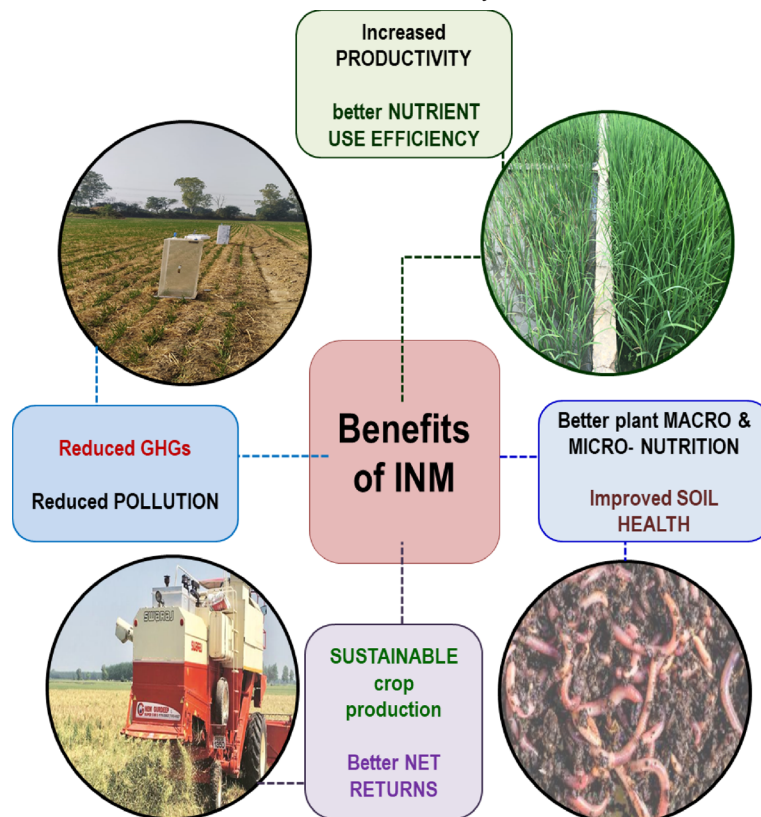 Increased
PRODUCTIVITY
better NUTRIENT
USE EFFICIENCY
Benefits
of INM
Reduced GHGs
Reduced POLLUTION
Better plant MACRO &
MICRO- NUTRITION
Improved SOIL
HEALTH
SWARAJ
SUSTAINABLE
crop
production
Better NET
RETURNS